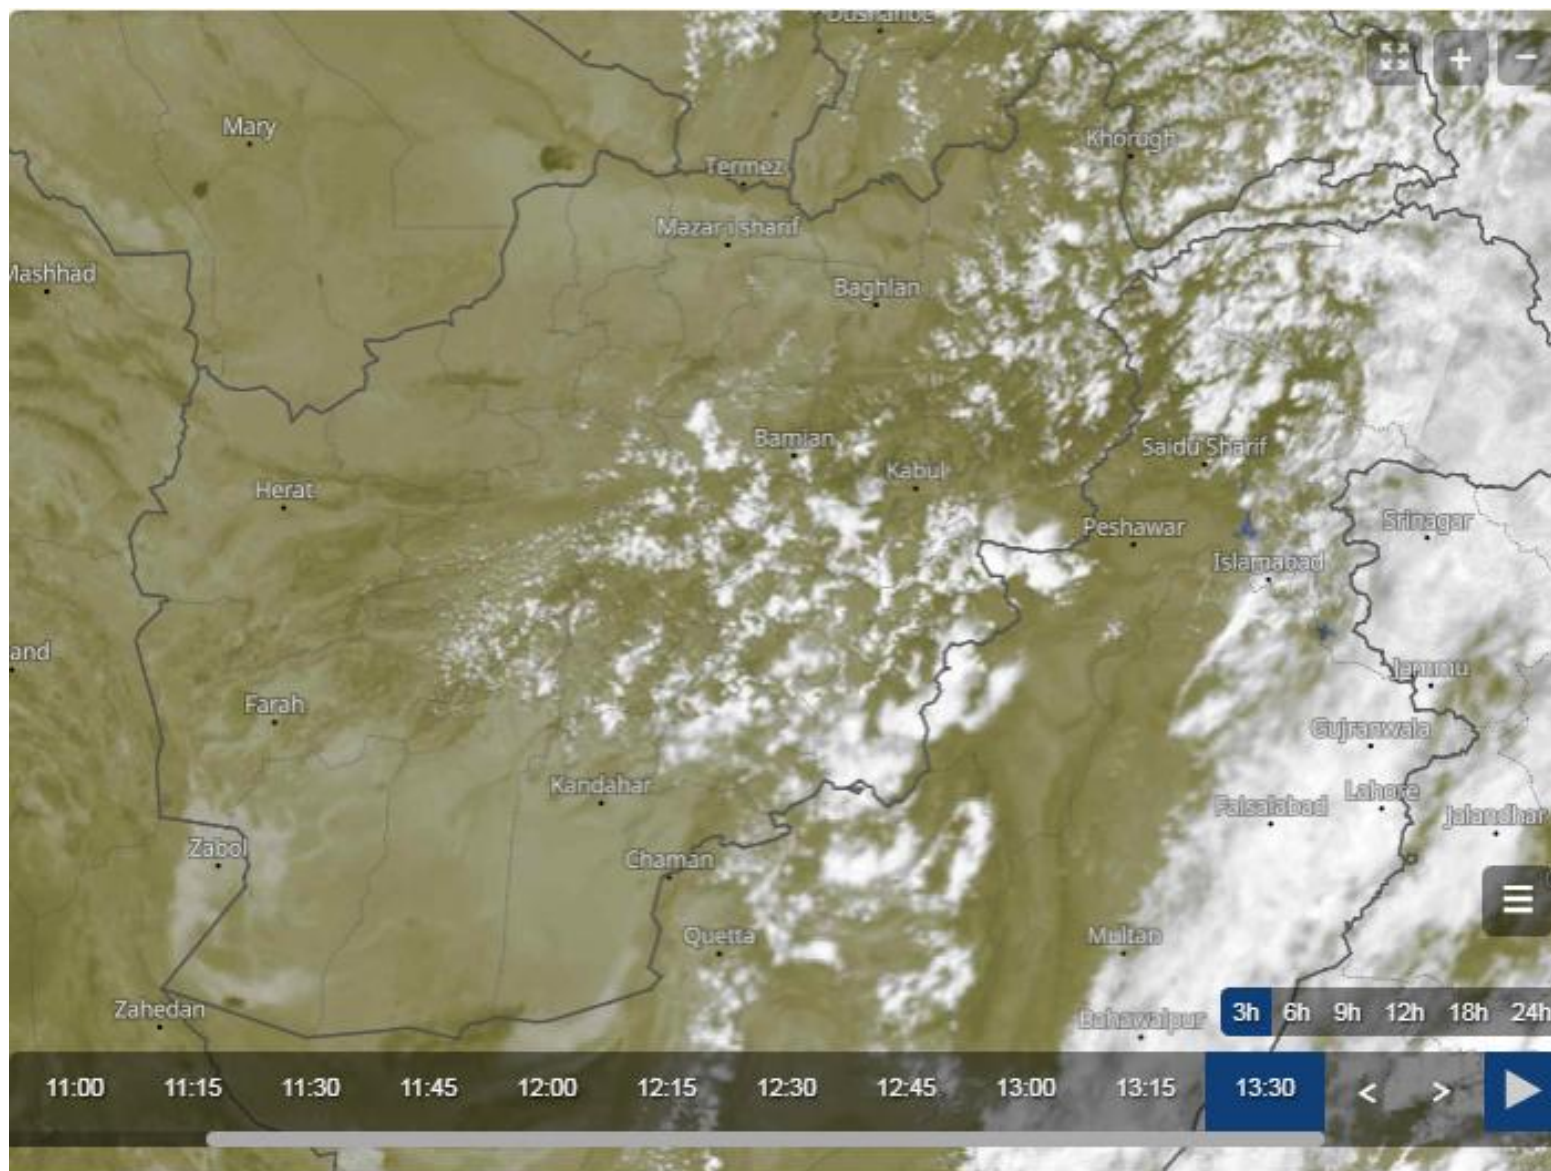 Dushanbe
+
−
Mary
Khorugh
Termez
Mazar-i sharif
Mashhad
Baghlan
Bamian
Saidu Sharif
Kabul
Herat
Srinagar
Peshawar
Islamabad
and
Jammu
Farah
Gujranwala
Kandahar
Lahore
Faisalabad
Jalandhar
Zabol
Chaman
Quetta
Multan
Zahedan
Bahawalpur
3h 6h 9h 12h 18h 24h
11:00 11:15 11:30 11:45 12:00 12:15 12:30 12:45 13:00 13:15 13:30 < >